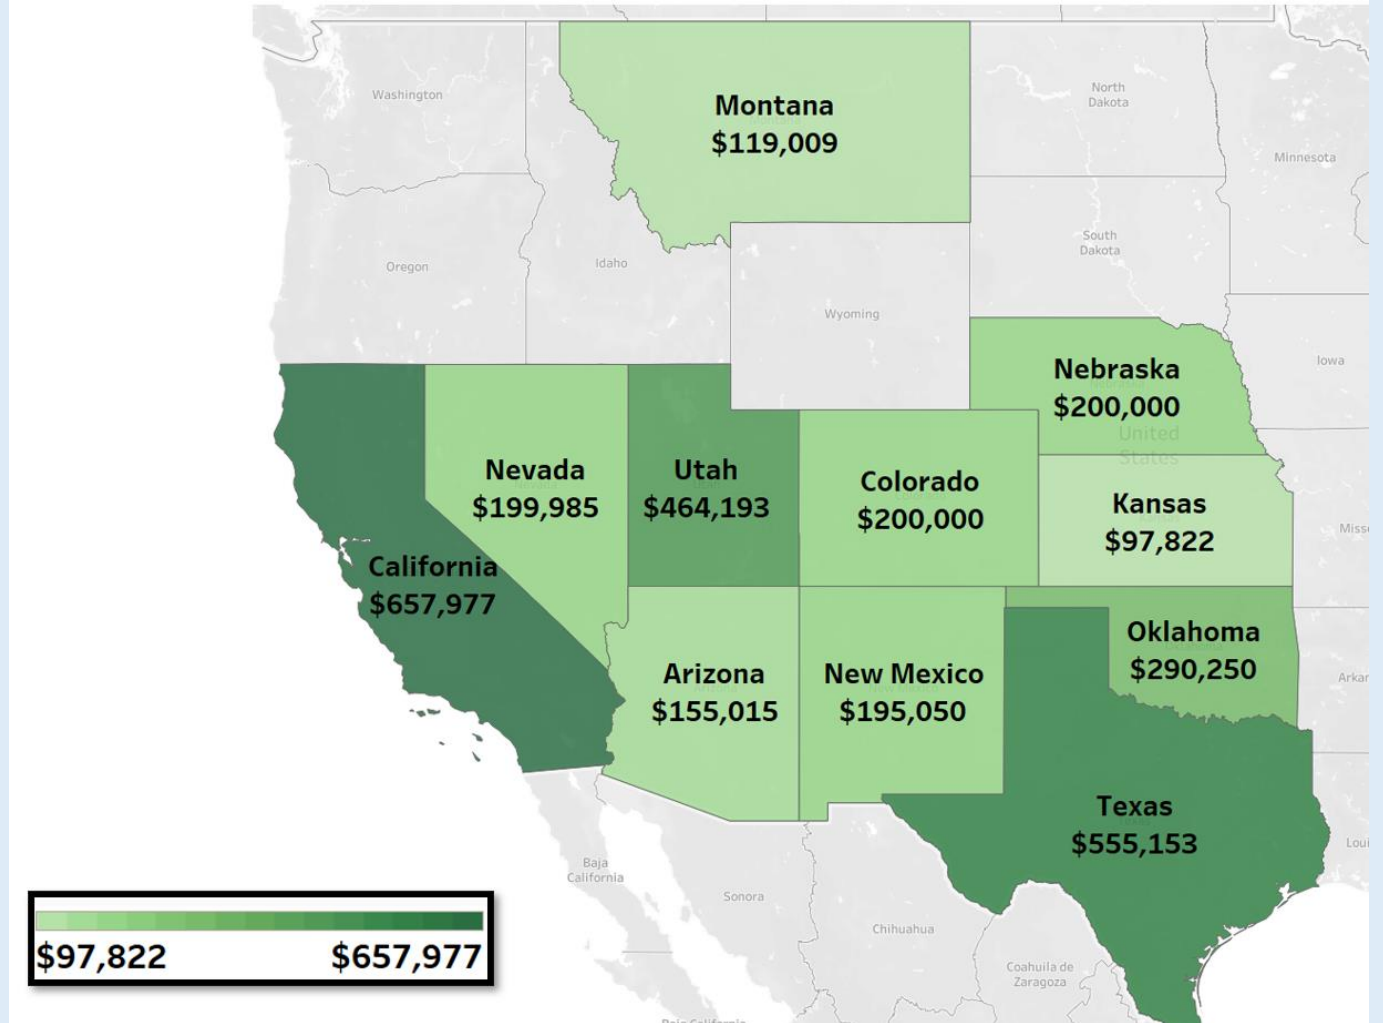 Washington
Montana
$119,009
North
Dakota
Minnesota
Oregon
Idaho
South
Dakota
Wyoming
Iowa
Nebraska
$200,000
United
States
Nevada
$199,985
Utah
$464,193
Colorado
$200,000
Kansas
$97,822
Miss
California
$657,977
Arizona
$155,015
New Mexico
$195,050
Oklahoma
$290,250
Arkar
Texas
$555,153
Loui
Baja
California
Sonora
Chihuahua
Coahuila de
Zaragoza
$97,822
$657,977